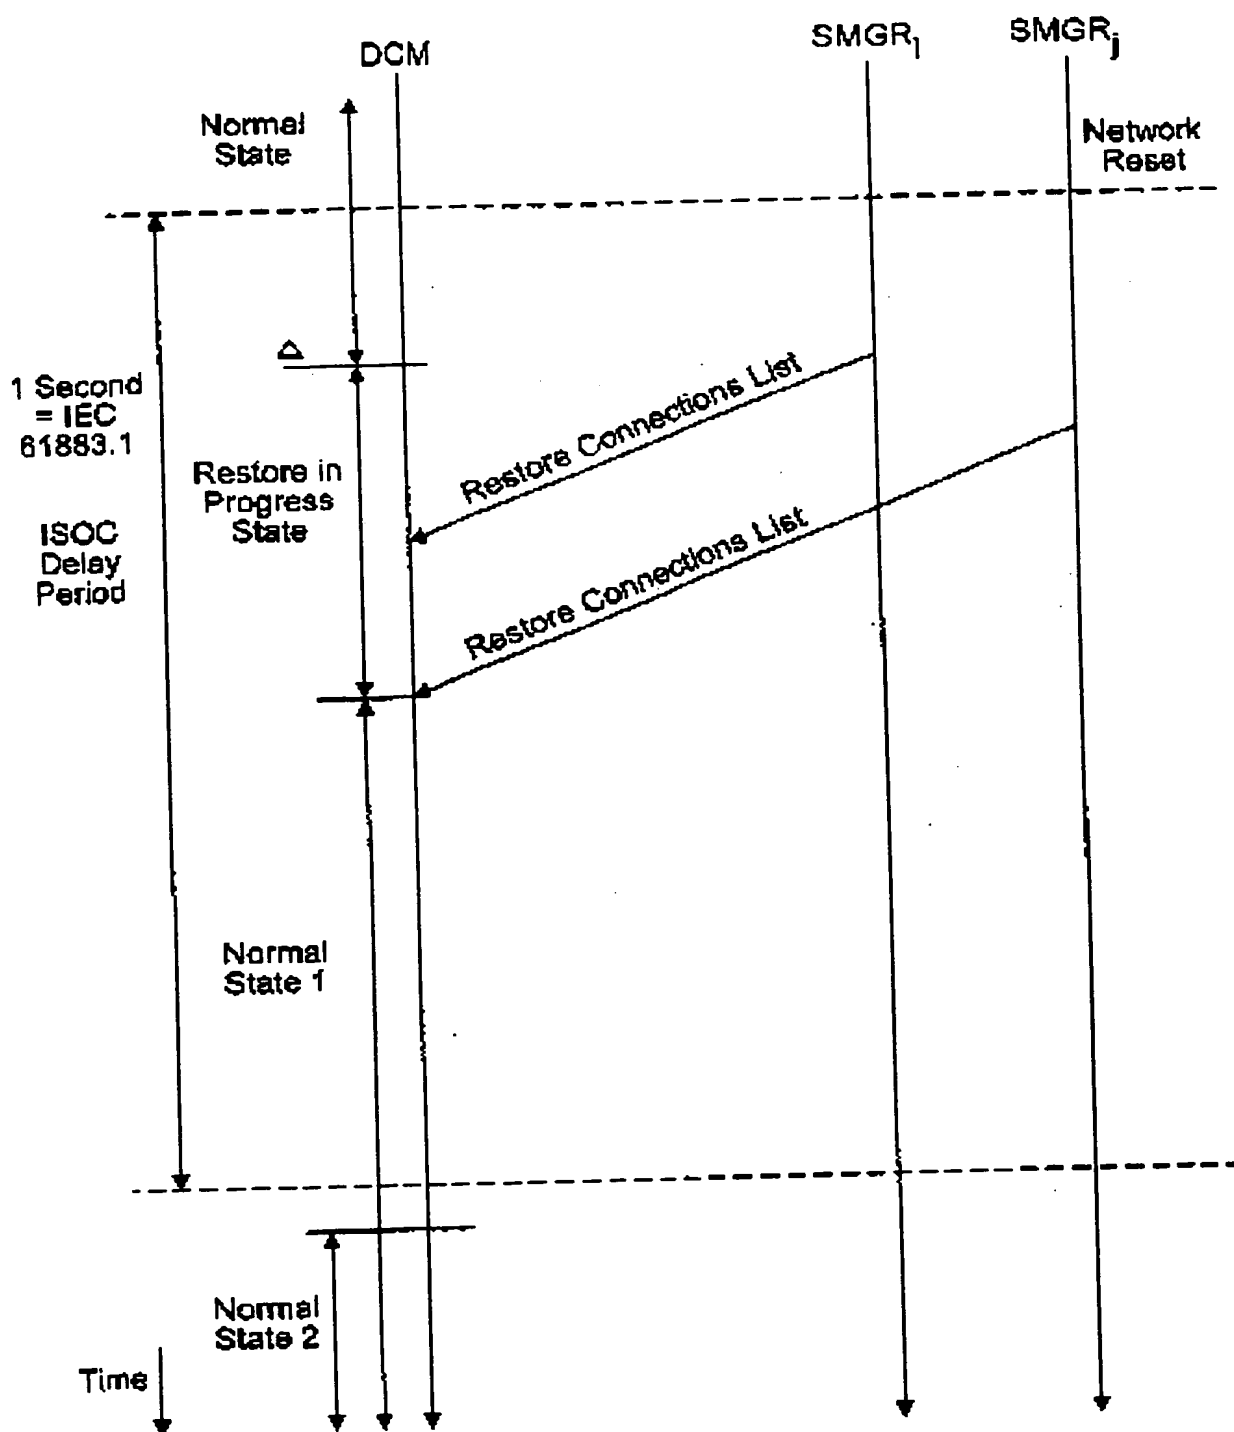 DCM
SMGR1
SMGRj
Normal
State
Network
Reset
Δ
1 Second
= IEC
61883.1
Restore Connections List
Restore in
Progress
State
ISOC
Delay
Period
Restore Connections List
Normal
State 1
Normal
State 2
Time